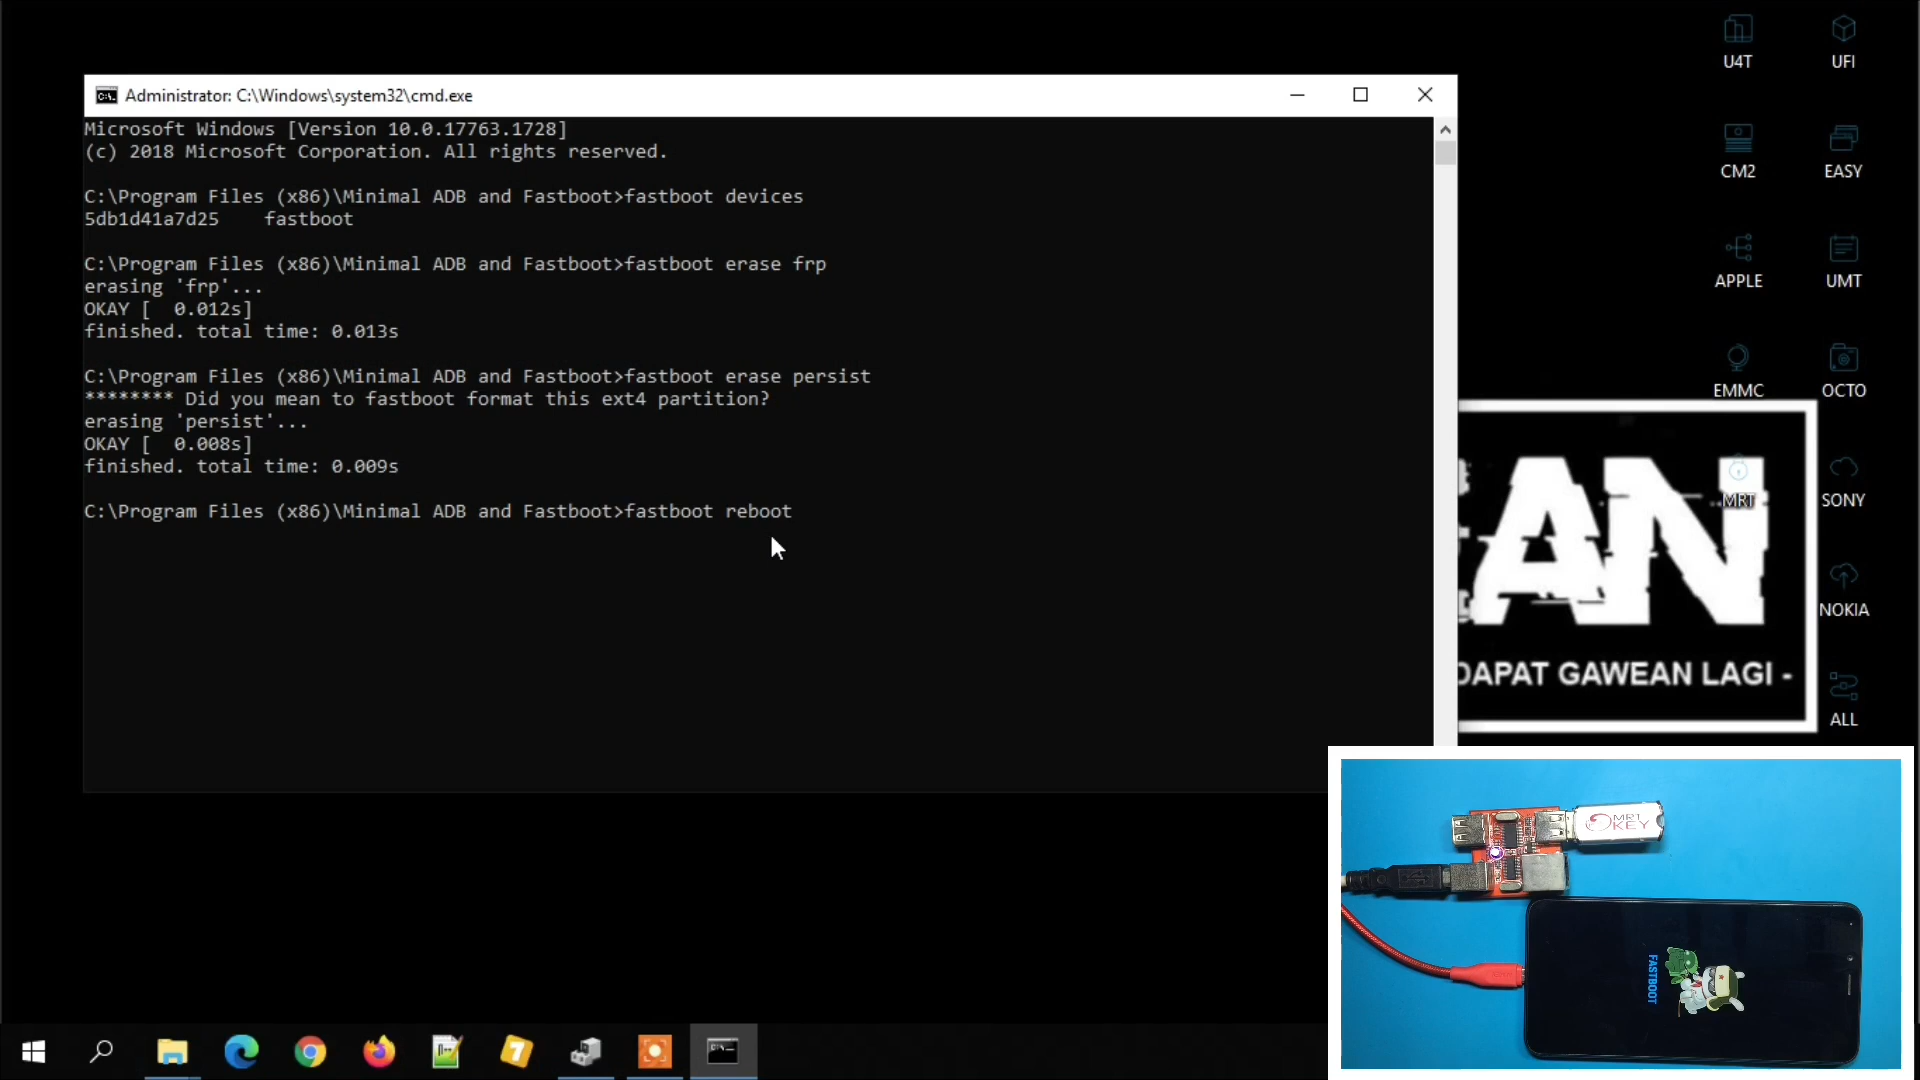 U4T
UFI
Administrator: C:\Windows\system32\cmd.exe
Microsoft Windows [Version 10.0.17763.1728]
(c) 2018 Microsoft Corporation. All rights reserved.
C:\Program Files (x86)\Minimal ADB and Fastboot>fastboot devices
5db1d41a7d25    fastboot
C:\Program Files (x86)\Minimal ADB and Fastboot>fastboot erase frp
erasing 'frp'...
OKAY [  0.012s]
finished. total time: 0.013s
C:\Program Files (x86)\Minimal ADB and Fastboot>fastboot erase persist
******** Did you mean to fastboot format this ext4 partition?
erasing 'persist'...
OKAY [  0.008s]
finished. total time: 0.009s
C:\Program Files (x86)\Minimal ADB and Fastboot>fastboot reboot
CM2
EASY
APPLE
UMT
EMMC
OCTO
MRT
SONY
NOKIA
ALL
AN
DAPAT GAWEAN LAGI -
MRT
KEY
FASTBOOT